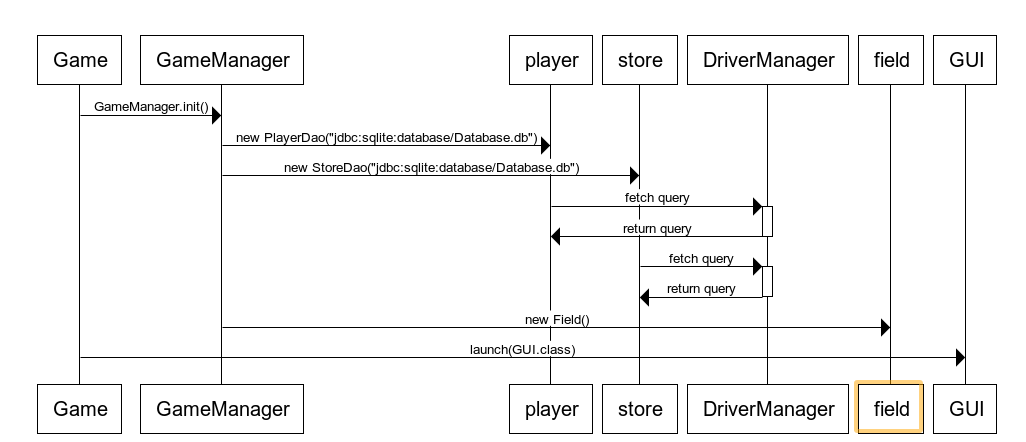 Game GameManager player store DriverManager field GUI
GameManager.init()
new PlayerDao("jdbc:sqlite:database/Database.db")
new StoreDao("jdbc:sqlite:database/Database.db")
fetch query
return query
fetch query
return query
new Field()
launch(GUI.class)
Game GameManager player store DriverManager field GUI